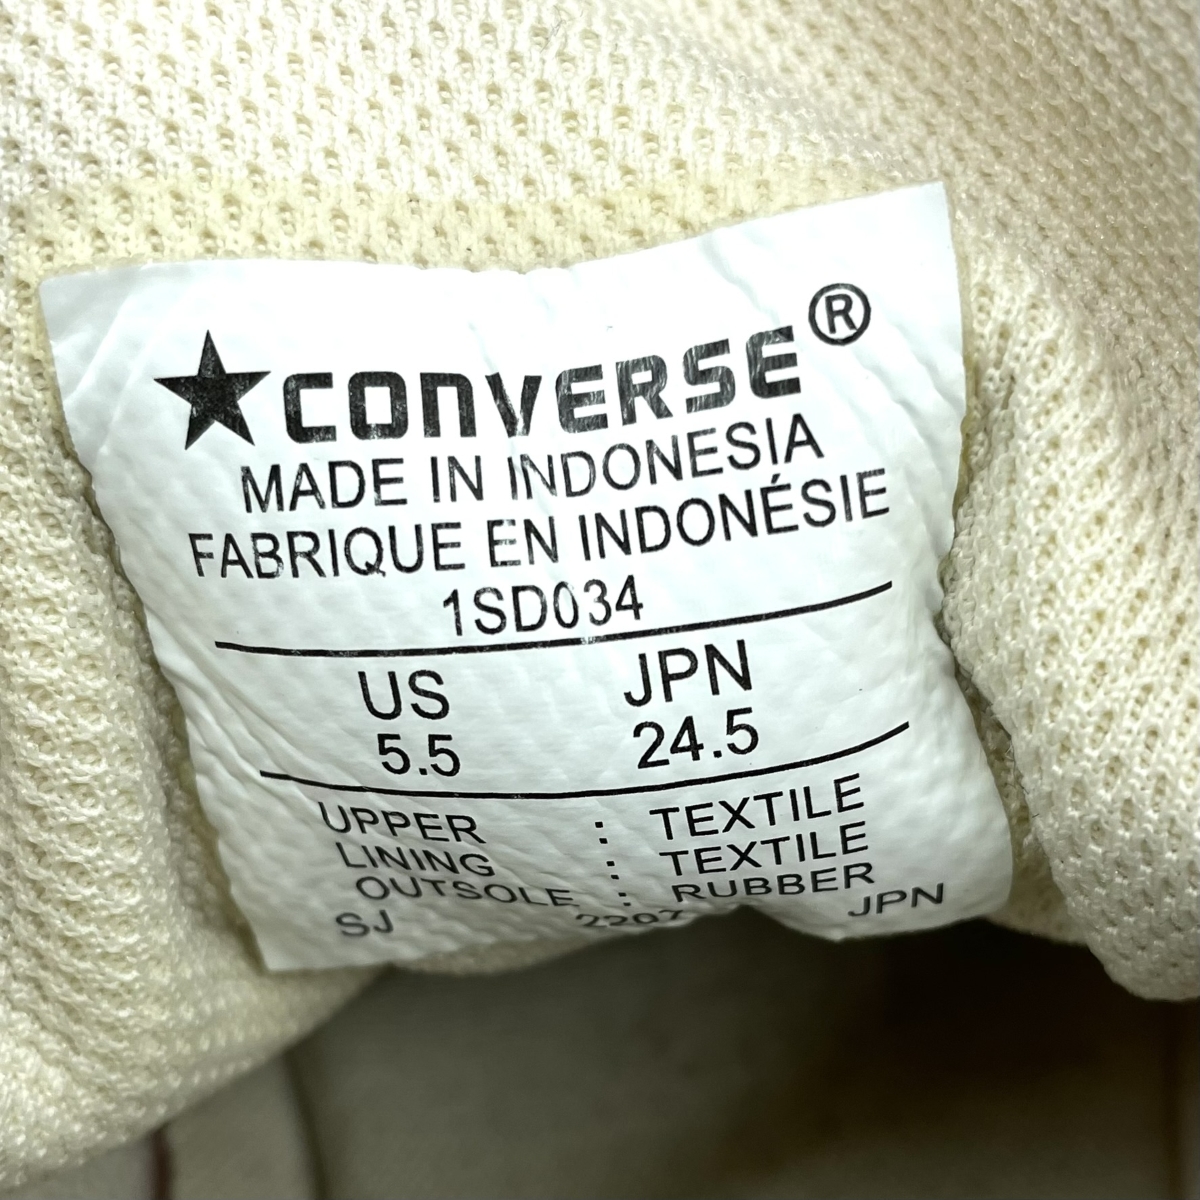 CONVERSE®
MADE IN INDONESIA
FABRIQUE EN INDONÉSIE
1SD034
US JPN
5.5 24.5
UPPER : TEXTILE
LINING : TEXTILE
OUTSOLE : RUBBER
SJ 2207 JPN